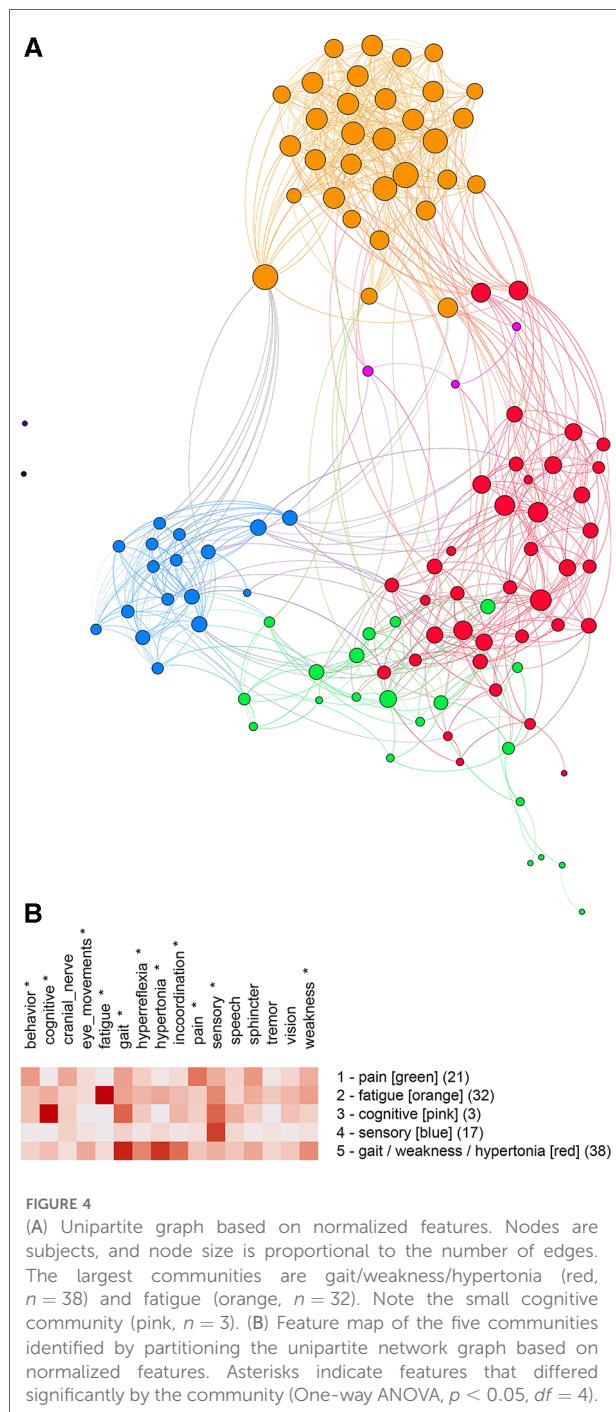 A
B
behavior *
cognitive *
cranial_nerve
eye_movements *
fatigue *
gait *
hyperreflexia *
hypertonia *
incoordination *
pain *
sensory *
speech
sphincter
tremor
vision
weakness *
1 - pain [green] (21)
2 - fatigue [orange] (32)
3 - cognitive [pink] (3)
4 - sensory [blue] (17)
5 - gait / weakness / hypertonia [red] (38)
FIGURE 4
(A) Unipartite graph based on normalized features. Nodes are
subjects, and node size is proportional to the number of edges.
The largest communities are gait/weakness/hypertonia (red,
n = 38) and fatigue (orange, n = 32). Note the small cognitive
community (pink, n = 3). (B) Feature map of the five communities
identified by partitioning the unipartite network graph based on
normalized features. Asterisks indicate features that differed
significantly by the community (One-way ANOVA, p < 0.05, df = 4).